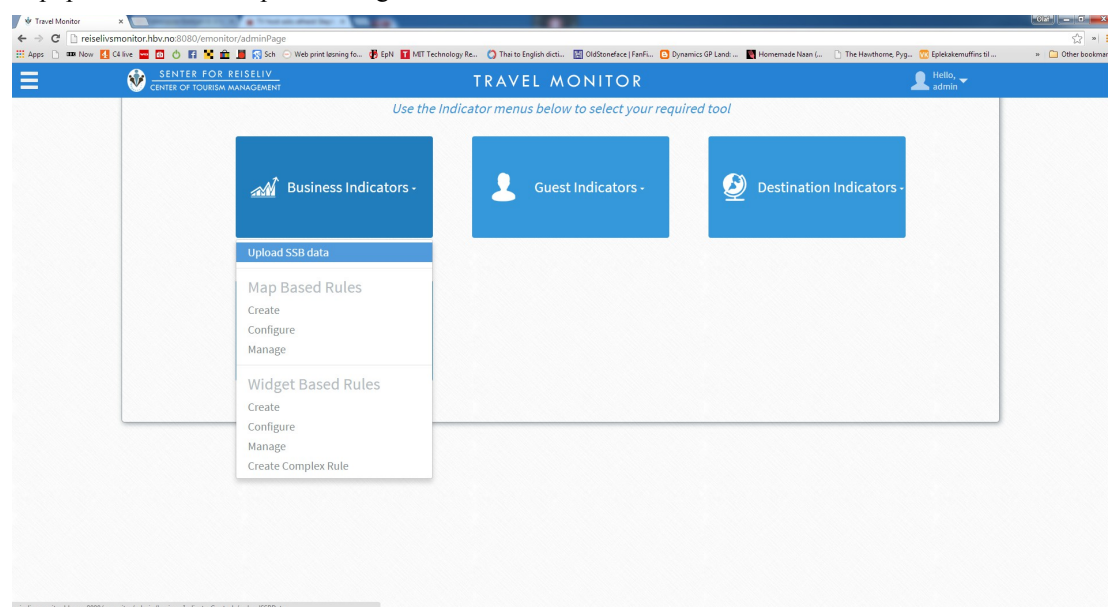 Travel Monitor
reiselivsmonitor.hbv.no:8080/emonitor/adminPage
Apps Now C4 live Sch Web print løsning fo... EpN MIT Technology Re... Thai to English dicti... OldStoneface | FanFi... Dynamics GP Land: ... Homemade Naan (... The Hawthorne, Pyg... Eplekakemuffins til ... » Other bookmar
SENTER FOR REISELIV
CENTER OF TOURISM MANAGEMENT
TRAVEL MONITOR
Hello,
admin
Use the Indicator menus below to select your required tool
Business Indicators
Guest Indicators
Destination Indicators
Upload SSB data
Map Based Rules
Create
Configure
Manage
Widget Based Rules
Create
Configure
Manage
Create Complex Rule